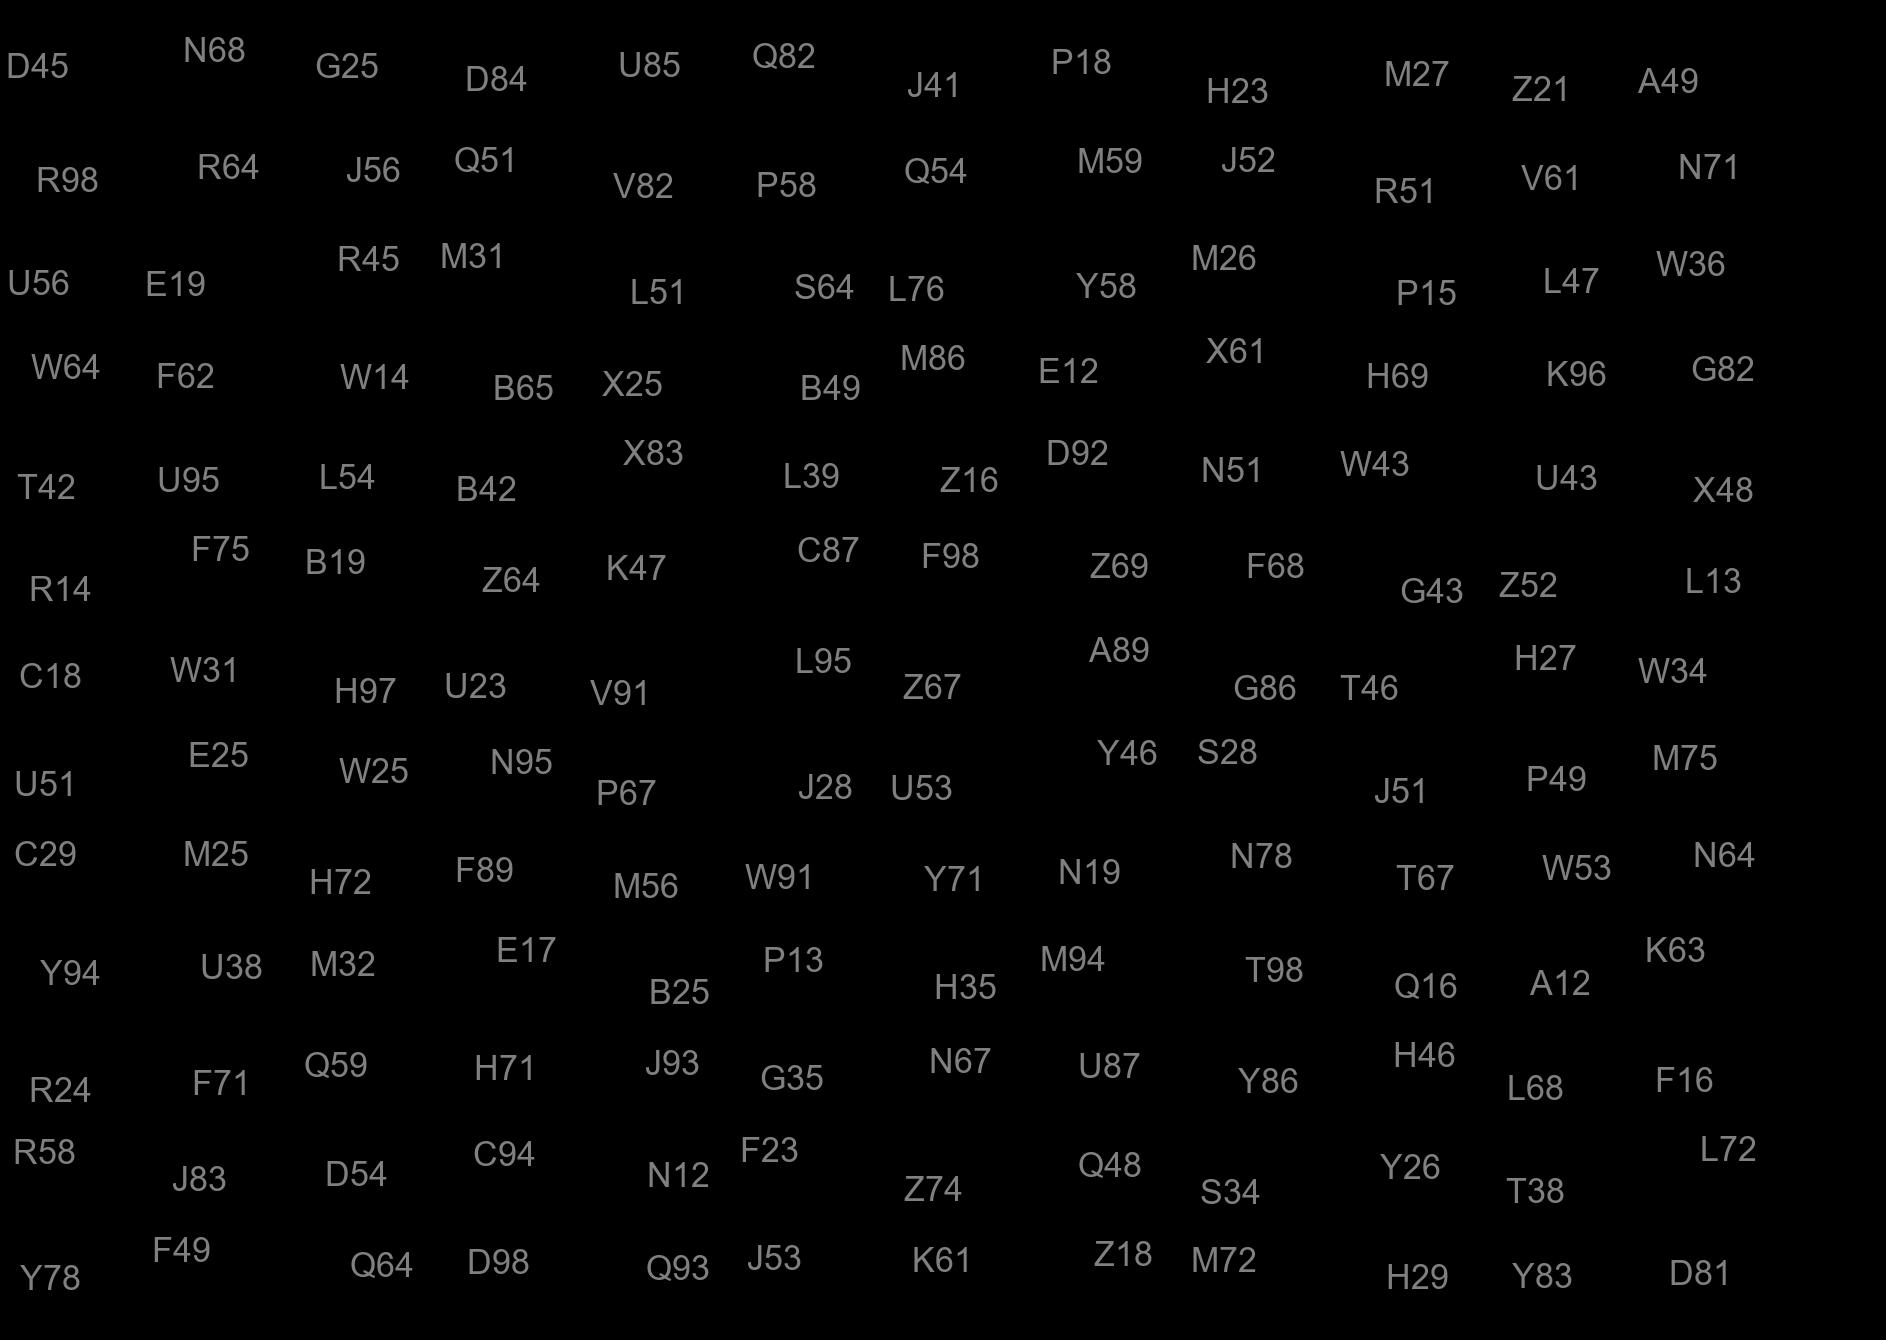 D45 N68 G25 D84 U85 Q82 J41 P18 H23 M27 Z21 A49
R98 R64 J56 Q51 V82 P58 Q54 M59 J52 R51 V61 N71
U56 E19 R45 M31 L51 S64 L76 Y58 M26 P15 L47 W36
W64 F62 W14 B65 X25 B49 M86 E12 X61 H69 K96 G82
T42 U95 L54 B42 X83 L39 Z16 D92 N51 W43 U43 X48
R14 F75 B19 Z64 K47 C87 F98 Z69 F68 G43 Z52 L13
C18 W31 H97 U23 V91 L95 Z67 A89 G86 T46 H27 W34
U51 E25 W25 N95 P67 J28 U53 Y46 S28 J51 P49 M75
C29 M25 H72 F89 M56 W91 Y71 N19 N78 T67 W53 N64
Y94 U38 M32 E17 B25 P13 H35 M94 T98 Q16 A12 K63
R24 F71 Q59 H71 J93 G35 N67 U87 Y86 H46 L68 F16
R58 J83 D54 C94 N12 F23 Z74 Q48 S34 Y26 T38 L72
Y78 F49 Q64 D98 Q93 J53 K61 Z18 M72 H29 Y83 D81